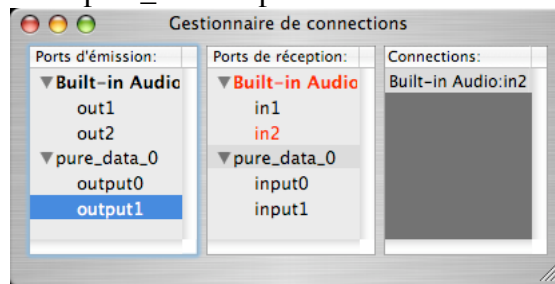 Gestionnaire de connections
Ports d'émission:
Built-in Audio
out1
out2
pure_data_0
output0
output1
Ports de réception:
Built-in Audio
in1
in2
pure_data_0
input0
input1
Connections:
Built-in Audio:in2